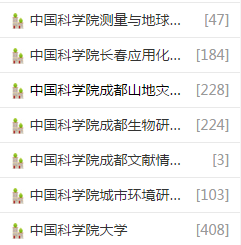 中国科学院测量与地球... [47]
中国科学院长春应用化... [184]
中国科学院成都山地灾... [228]
中国科学院成都生物研... [224]
中国科学院成都文献情... [3]
中国科学院城市环境研... [103]
中国科学院大学 [408]